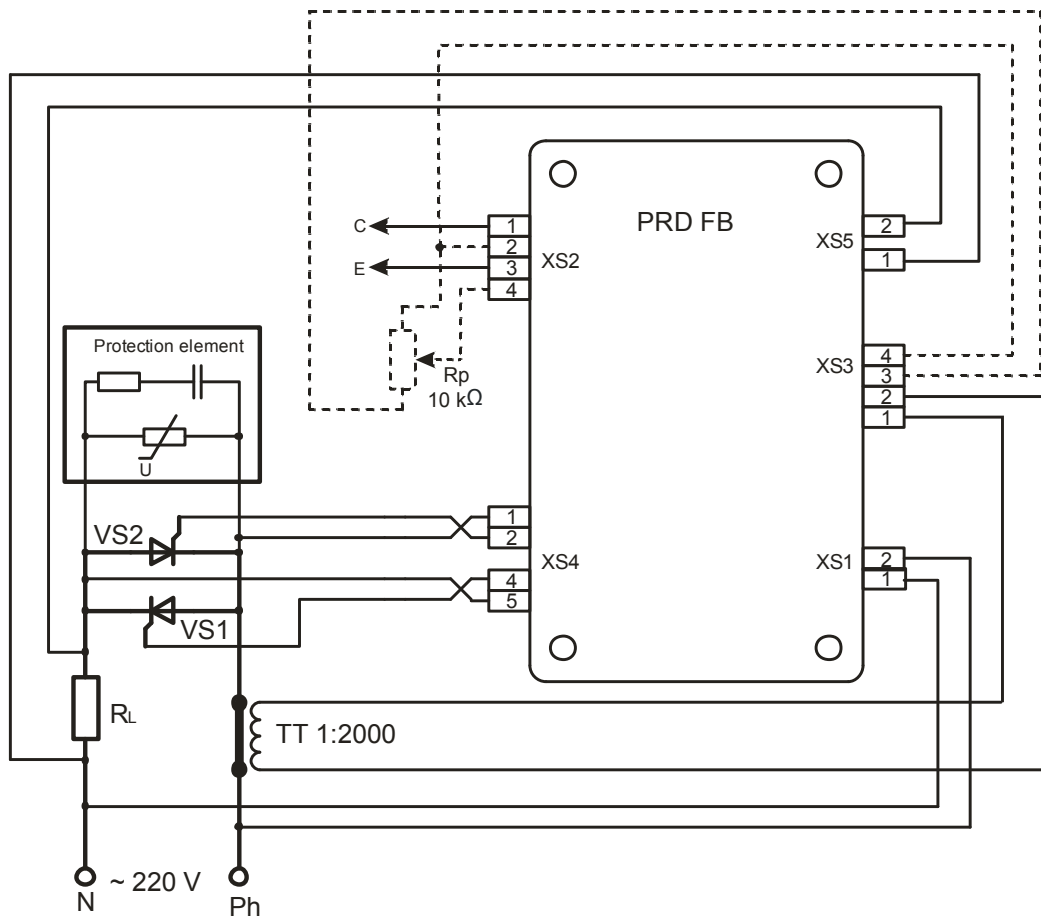 PRD FB
C
E
1
2
3
4
XS2
2
1
XS5
4
3
2
1
XS3
Rp
10 kΩ
Protection element
U
VS2
VS1
1
2
4
5
XS4
2
1
XS1
RL
TT 1:2000
N
~ 220 V
Ph